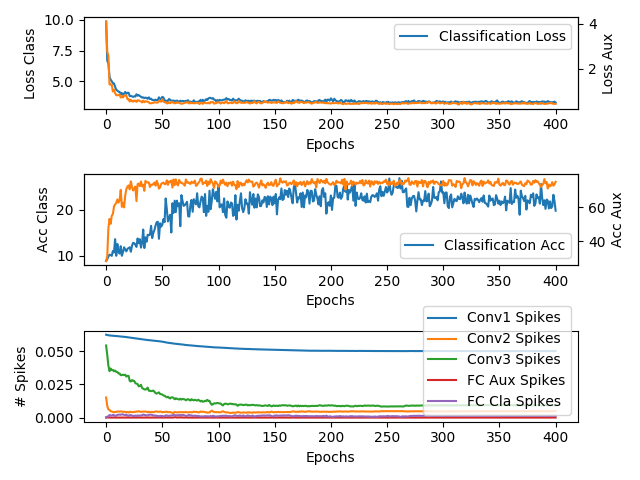 10.0
7.5
5.0
Loss Class
Classification Loss
4
2
Loss Aux
0 50 100 150 200 250 300 350 400
Epochs
20
10
Acc Class
Classification Acc
60
40
Acc Aux
0 50 100 150 200 250 300 350 400
Epochs
0.050
0.025
0.000
# Spikes
Conv1 Spikes
Conv2 Spikes
Conv3 Spikes
FC Aux Spikes
FC Cla Spikes
0 50 100 150 200 250 300 350 400
Epochs